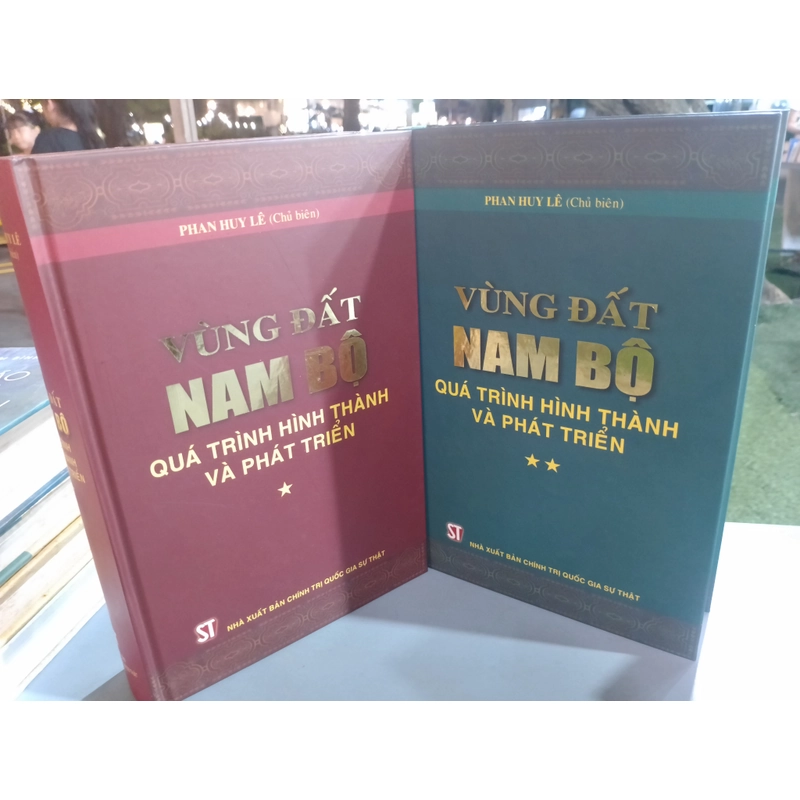 PHAN HUY LÊ (Chủ biên)
VÙNG ĐẤT
NAM BỘ
QUÁ TRÌNH HÌNH THÀNH
VÀ PHÁT TRIỂN
ST
NHÀ XUẤT BẢN CHÍNH TRỊ QUỐC GIA SỰ THẬT
PHAN HUY LÊ (Chủ biên)
VÙNG ĐẤT
NAM BỘ
QUÁ TRÌNH HÌNH THÀNH
VÀ PHÁT TRIỂN
ST
NHÀ XUẤT BẢN CHÍNH TRỊ QUỐC GIA SỰ THẬT